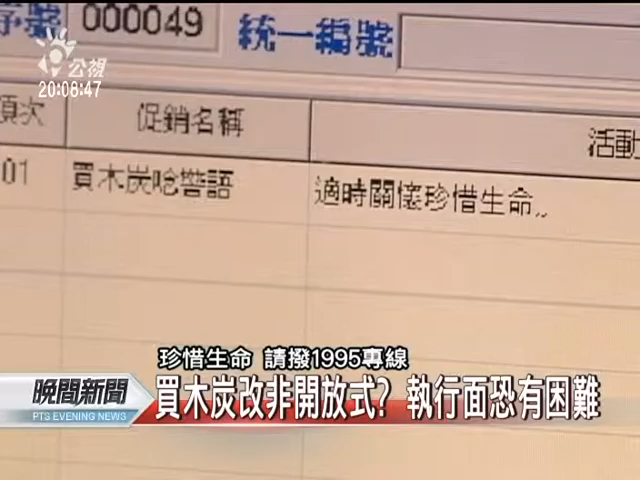 序號 000049 統一編號
公視
20:08:47
項次 促銷名稱 活動
01 買木炭唸警語 適時關懷珍惜生命..
珍惜生命 請撥1995專線
晚間新聞 買木炭改非開放式? 執行面恐有困難
PTS EVENING NEWS